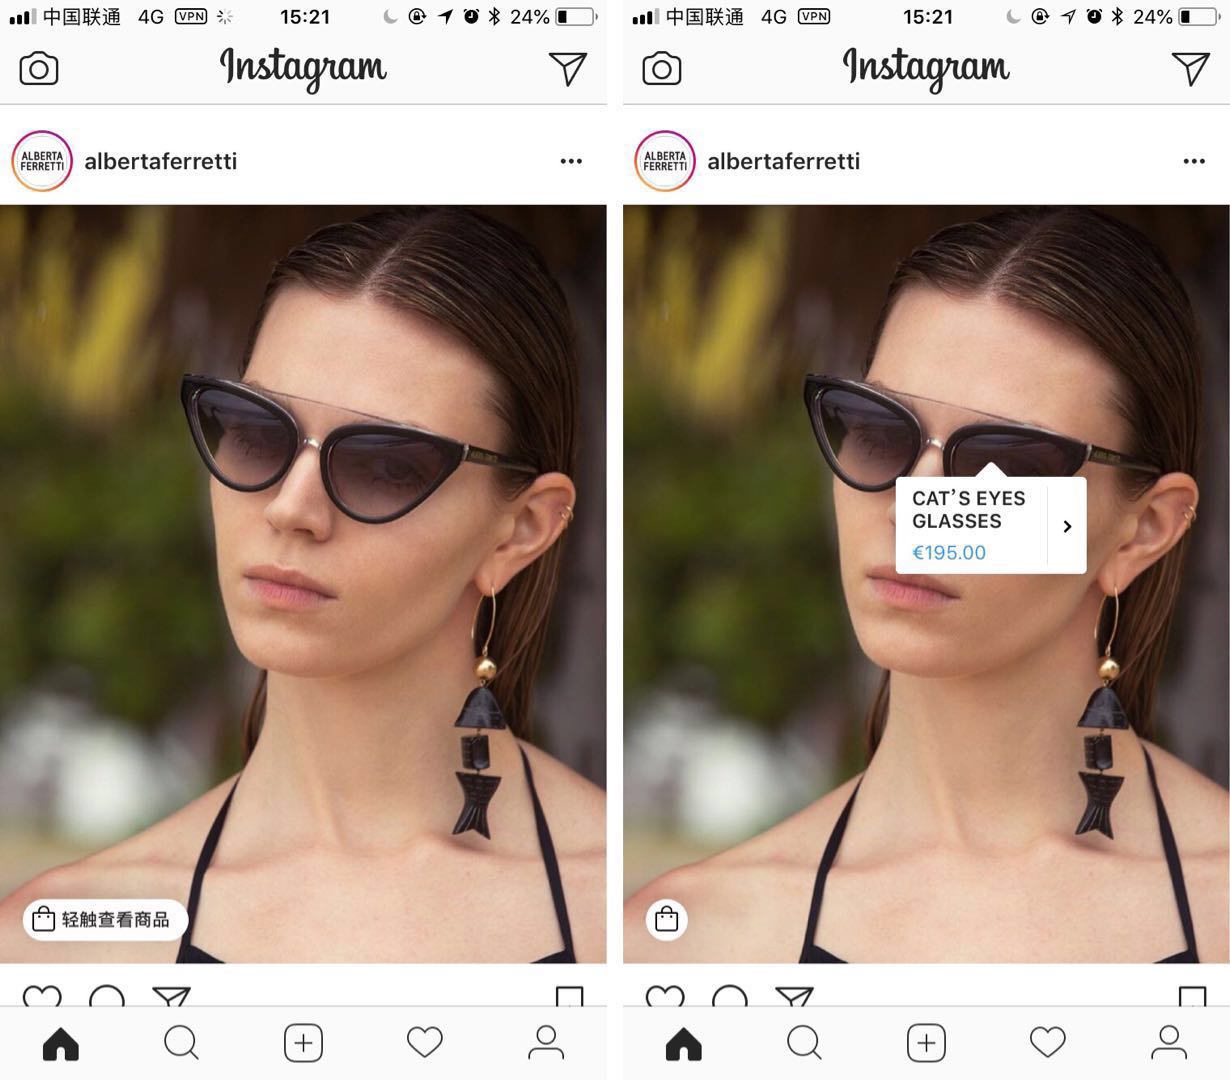 中国联通 4G VPN 15:21 24%
Instagram
ALBERTA
FERRETTI
albertaferretti
轻触查看商品
中国联通 4G VPN 15:21 24%
Instagram
ALBERTA
FERRETTI
albertaferretti
CAT’S EYES
GLASSES
€195.00